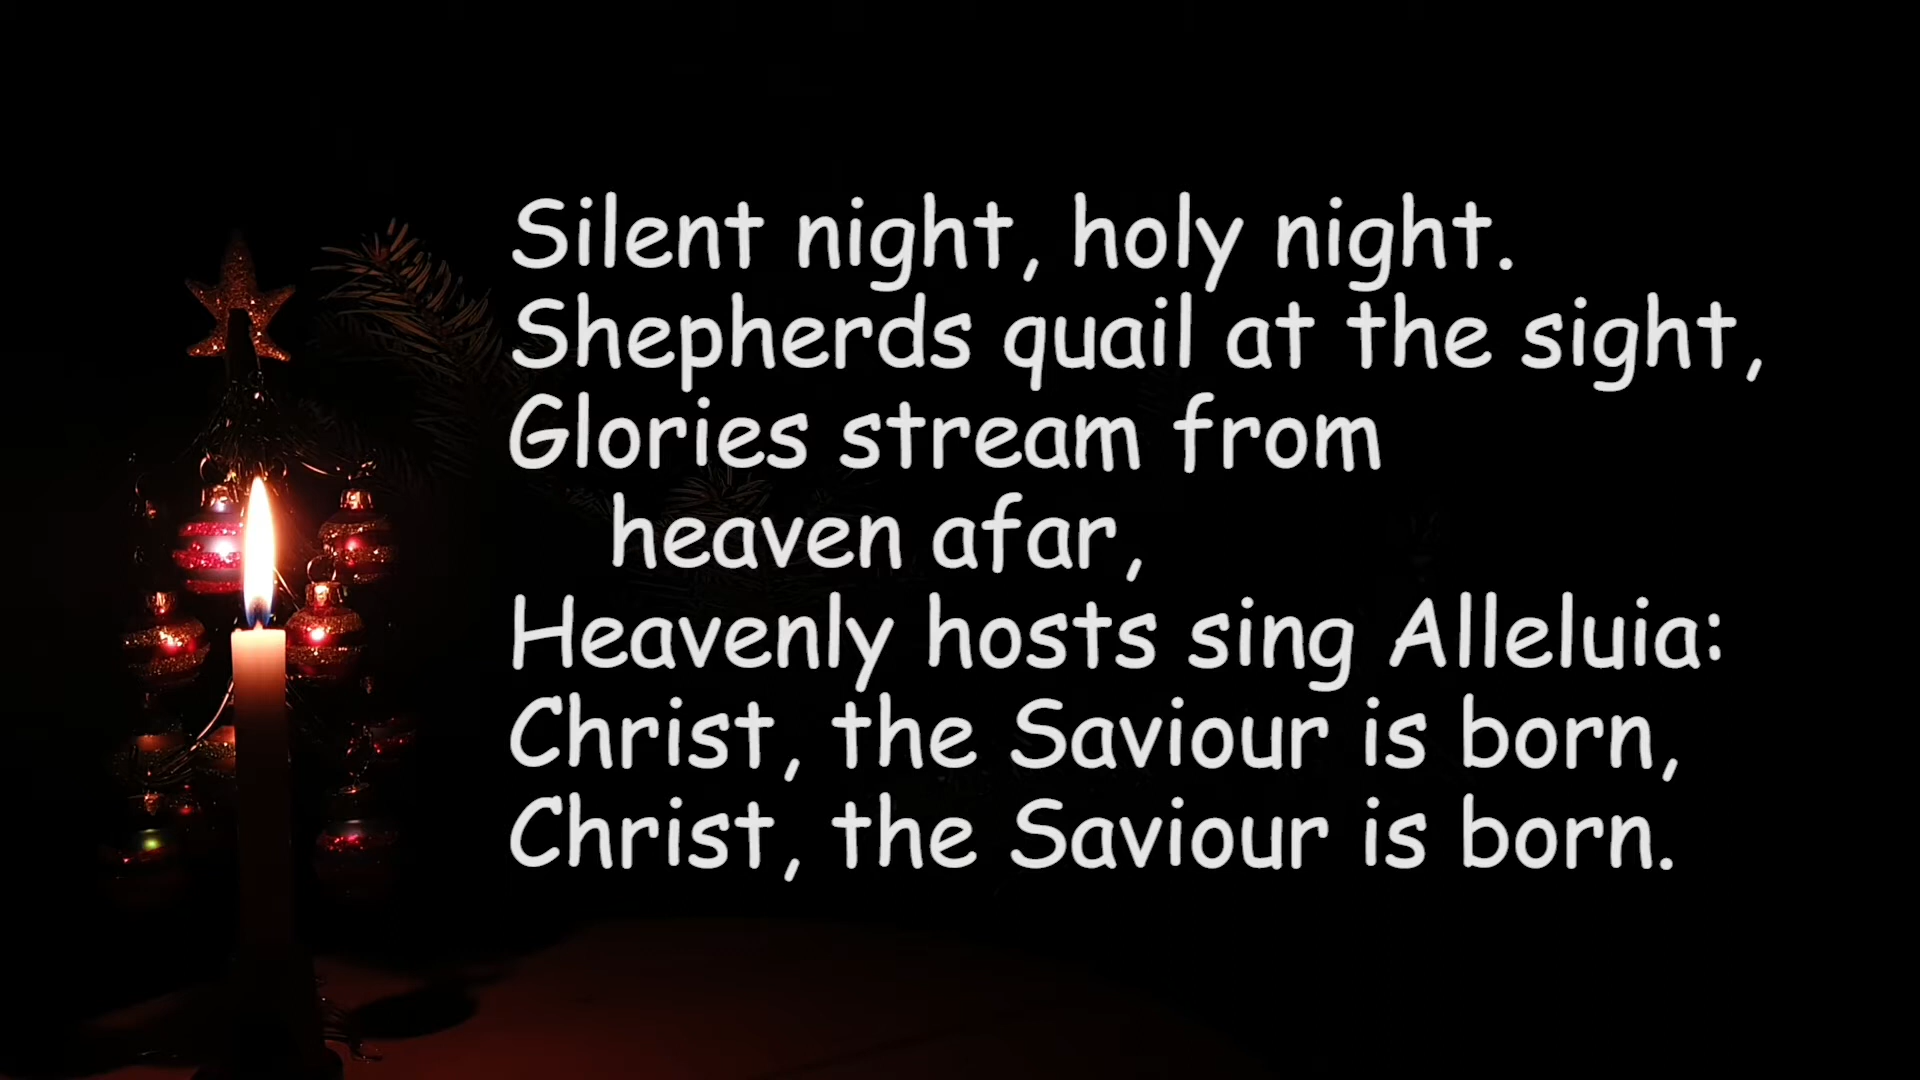 Silent night, holy night.
Shepherds quail at the sight,
Glories stream from
heaven afar,
Heavenly hosts sing Alleluia:
Christ, the Saviour is born,
Christ, the Saviour is born.